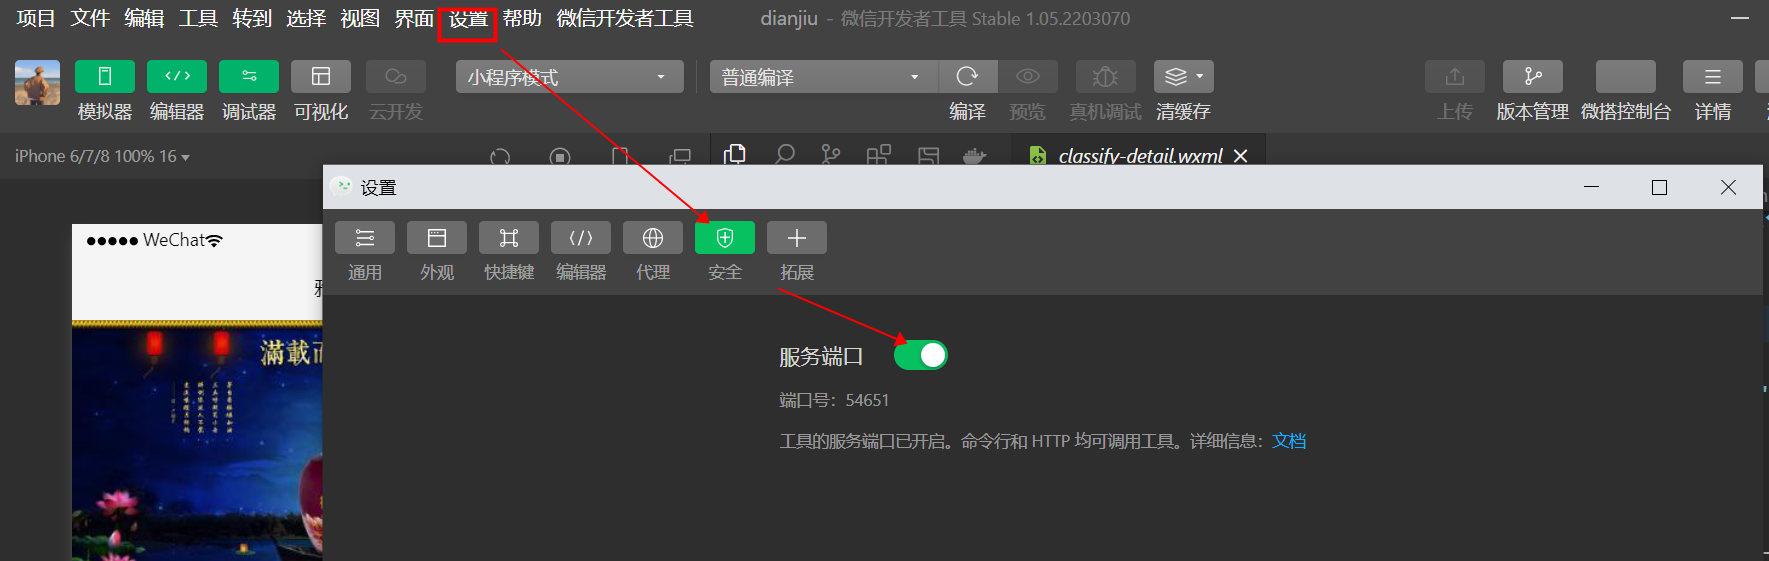 项目 文件 编辑 工具 转到 选择 视图 界面 设置 帮助 微信开发者工具 dianjiu - 微信开发者工具 Stable 1.05.2203070
小程序模式 普通编译
模拟器 编辑器 调试器 可视化 云开发 编译 预览 真机调试 清缓存 上传 版本管理 微搭控制台 详情
iPhone 6/7/8 100% 16 classify-detail.wxml
设置
WeChat
通用 外观 快捷键 编辑器 代理 安全 拓展
滿載
服务端口
端口号：54651
工具的服务端口已开启。命令行和 HTTP 均可调用工具。详细信息：文档